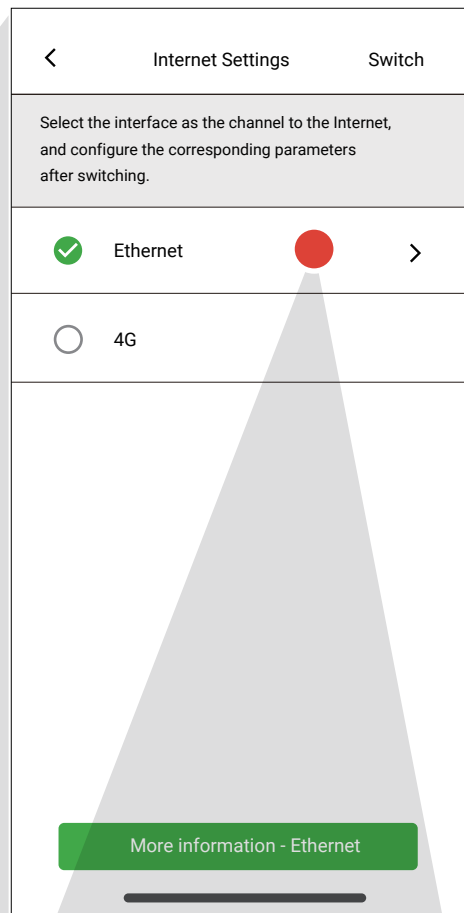 Internet Settings
Switch
Select the interface as the channel to the Internet,
and configure the corresponding parameters
after switching.
Ethernet
4G
More information - Ethernet